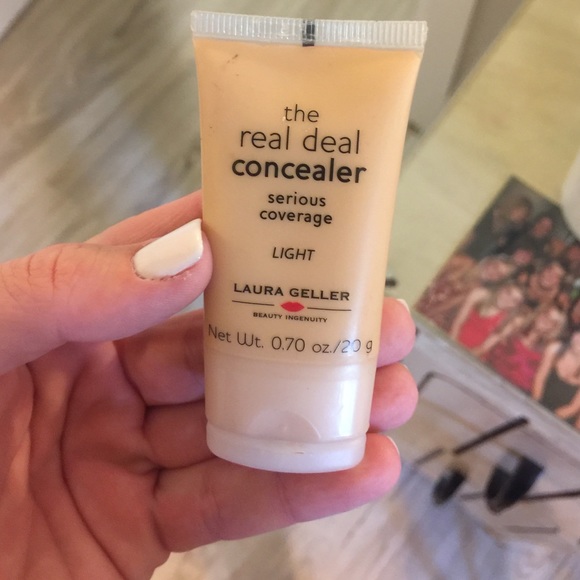 the
real deal
concealer
serious
coverage
LIGHT
LAURA GELLER
BEAUTY INGENUITY
Net Wt. 0.70 oz./20 g